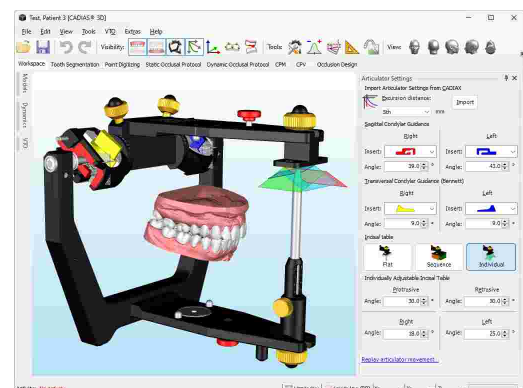 Test, Patient 3 [CADIAS® 3D]
File Edit View Tools VTO Extras Help
Visibility: Tools: View:
Workspace Tooth Segmentation Point Digitizing Static Occlusal Protocol Dynamic Occlusal Protocol CPM CPV Occlusion Design
Models
Dynamics
VTO
Articulator Settings
Import Articulator Settings from CADIAX
Excursion distance:
5th mm Import
Sagittal Condylar Guidance
Right Left
Insert: Insert:
Angle: 39.0 ° Angle: 43.0 °
Transversal Condylar Guidance (Bennett)
Right Left
Insert: Insert:
Angle: 9.0 ° Angle: 9.0 °
Incisal table
Flat Sequence Individual
Individually Adjustable Incisal Table
Protrusive Retrusive
Angle: 30.0 ° Angle: 30.0 °
Right Left
Angle: 18.0 ° Angle: 25.0 °
Replay articulator movement...